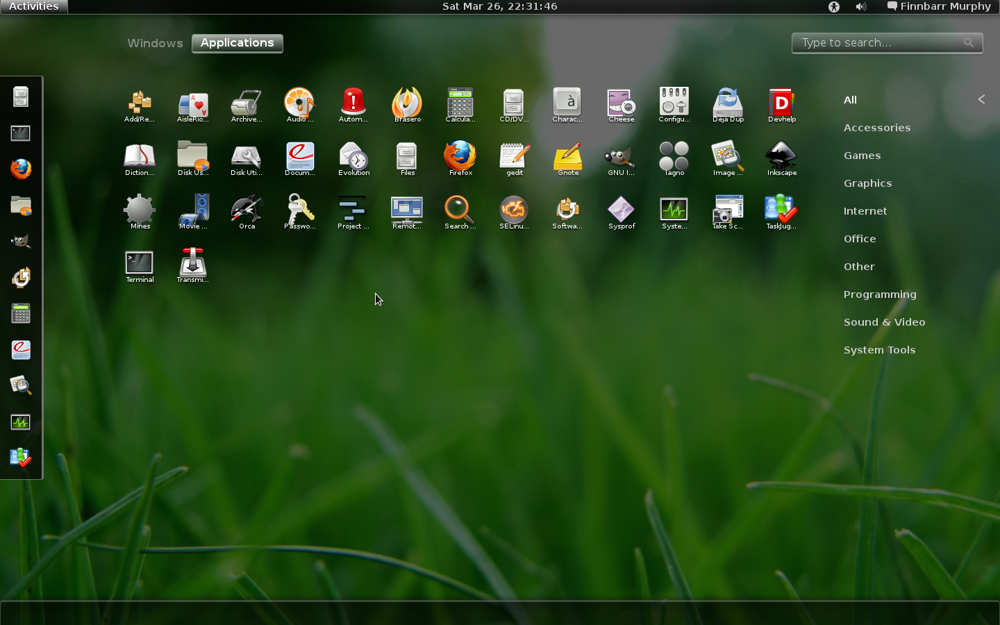 Activities
Sat Mar 26, 22:31:46
Finnbarr Murphy
Windows
Applications
Type to search...
Add/Re...
AisleRio...
Archive...
Audio ...
Autom...
Brasero
Calcula...
CD/DV...
Charac...
Cheese
Configu...
Déjà Dup
Devhelp
Diction...
Disk Us...
Disk Uti...
Docum...
Evolution
Files
Firefox
gedit
Gnote
GNU I...
Iagno
Image ...
Inkscape
Mines
Movie ...
Orca
Passwo...
Project ...
Remot...
Search ...
SELinu...
Softwa...
Sysprof
Syste...
Take Sc...
TaskJug...
Terminal
Transmi...
All
<
Accessories
Games
Graphics
Internet
Office
Other
Programming
Sound & Video
System Tools